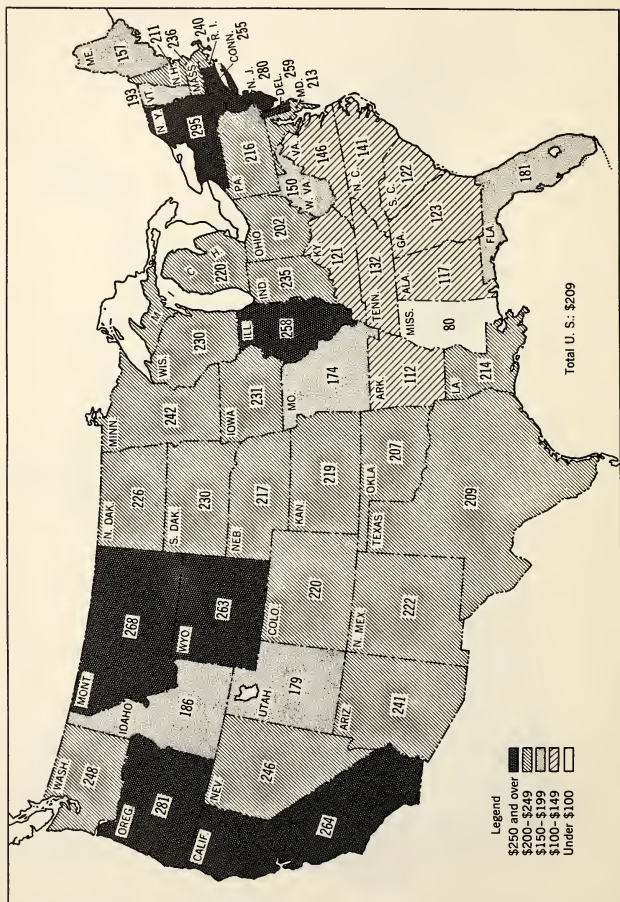 WASH.
248
OREG.
281
CALIF.
264
NEV.
246
IDAHO
186
MONT.
268
WYO.
263
UTAH
179
ARIZ.
241
COLO.
220
N. MEX.
222
N. DAK.
226
S. DAK.
230
NEB.
217
KAN.
219
OKLA.
207
TEXAS
209
MINN.
242
IOWA
231
MO.
174
ARK.
112
LA.
214
WIS.
230
ILL.
258
MICH.
220
IND.
235
OHIO
202
KY.
121
TENN.
132
MISS.
80
ALA.
117
GA.
123
FLA.
181
S. C.
122
N. C.
141
VA.
146
W. VA.
150
PA.
216
N. Y.
295
VT.
193
N.H.
211
ME.
157
MASS.
236
R. I.
240
CONN.
255
N. J.
280
DEL.
259
MD.
213
Legend
$250 and over
$200-$249
$150-$199
$100-$149
Under $100
Total U. S.: $209